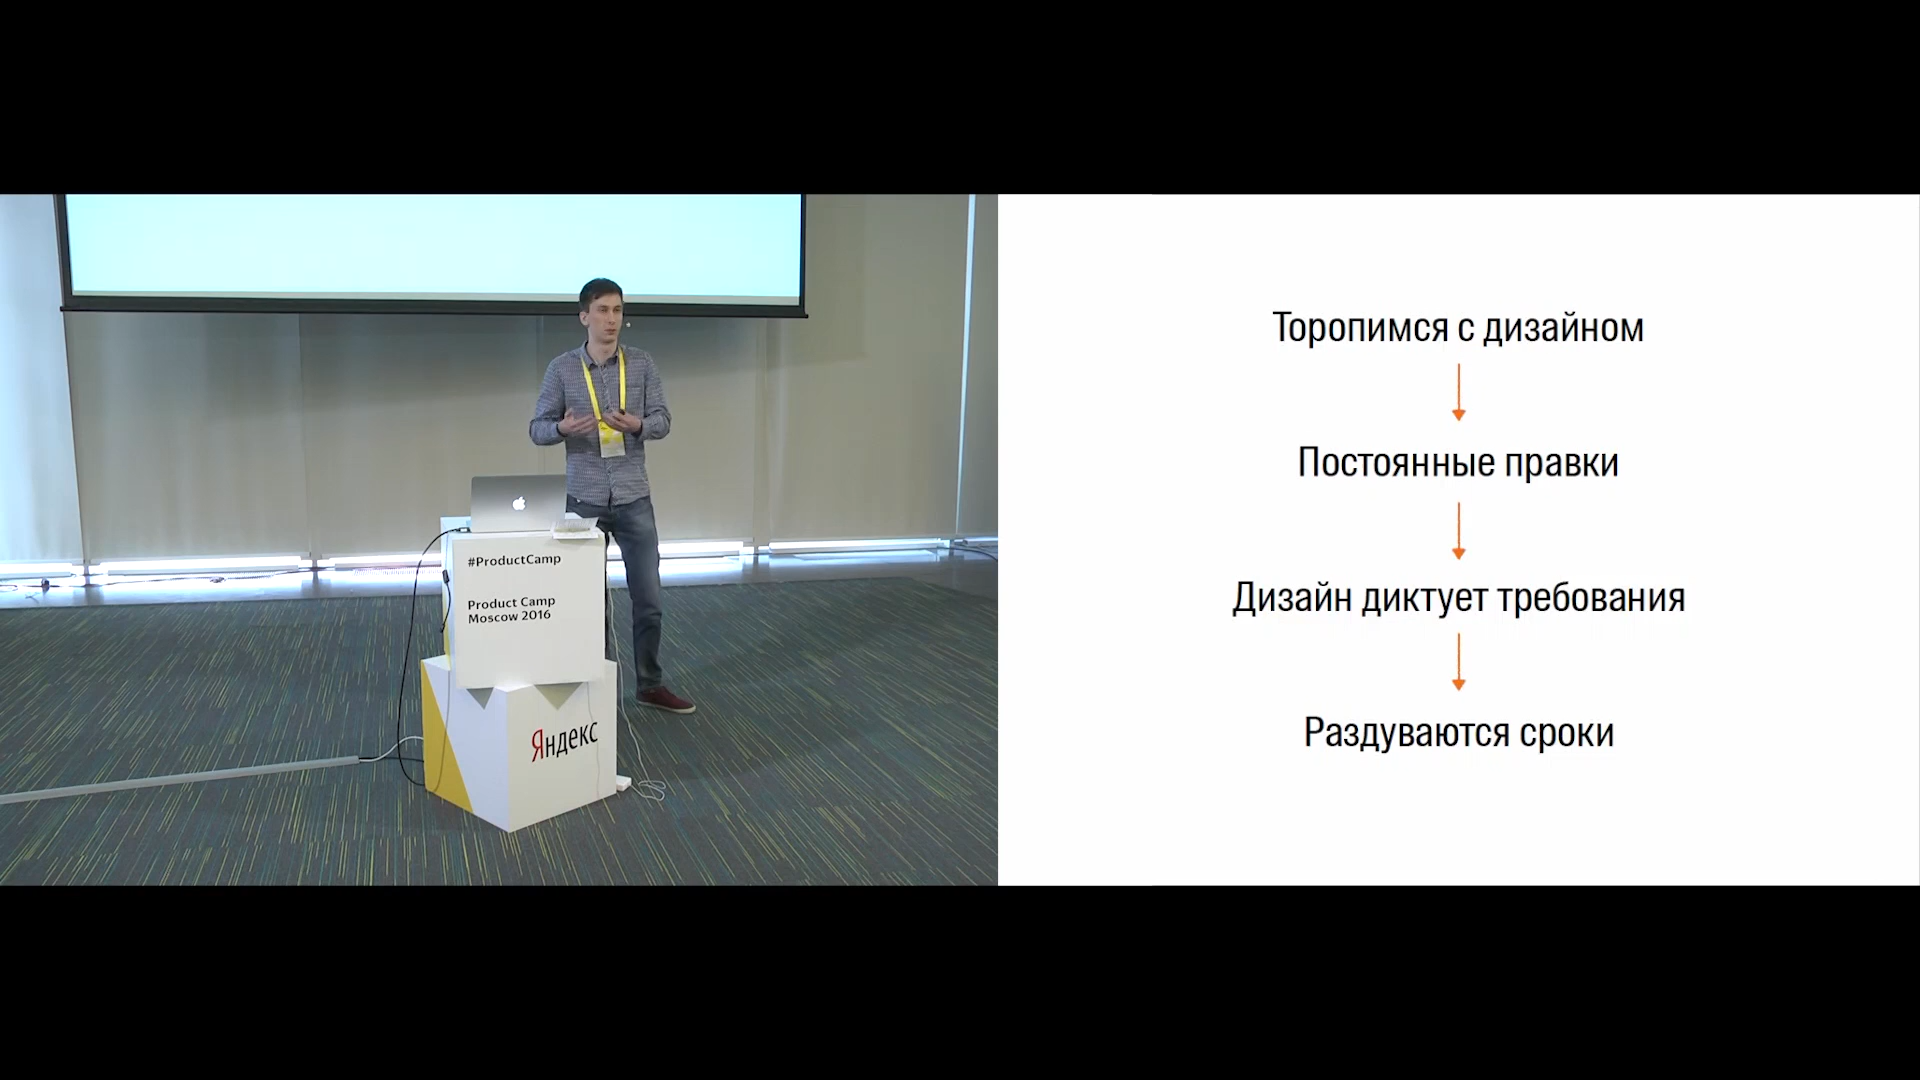 #ProductCamp
Product Camp
Moscow 2016
Яндекс
Торопимся с дизайном
Постоянные правки
Дизайн диктует требования
Раздуваются сроки